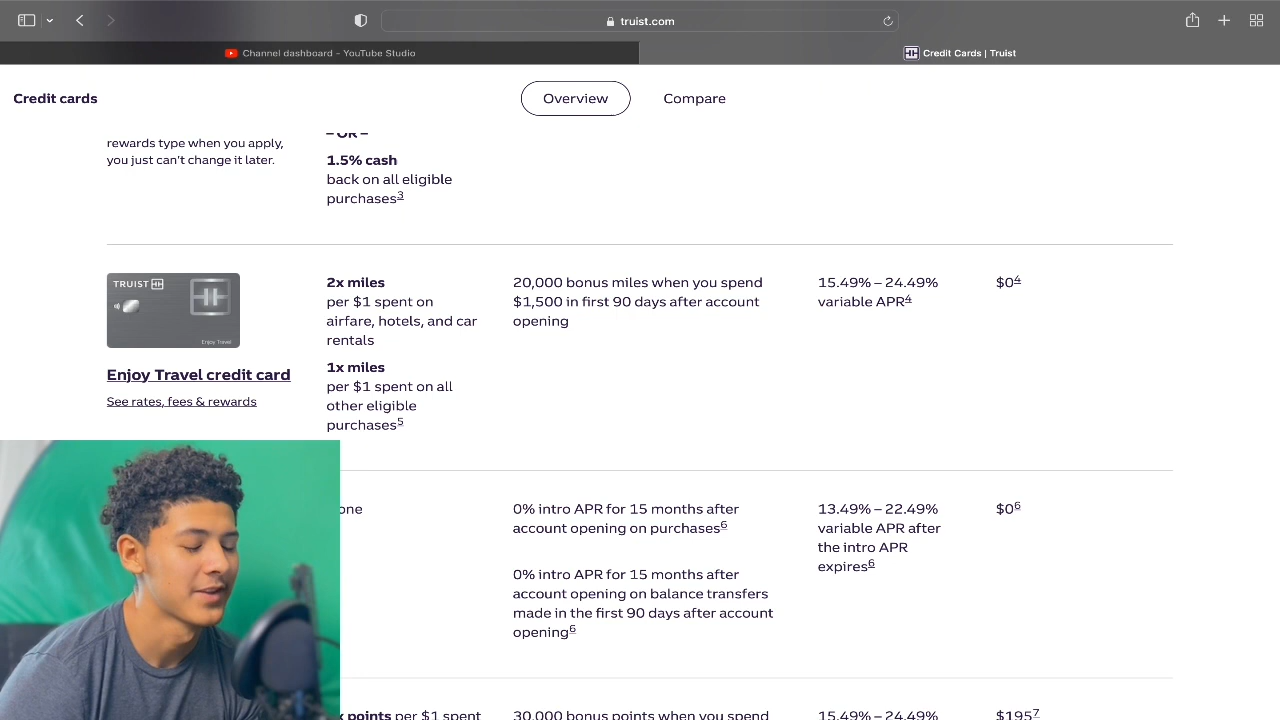 truist.com
Channel dashboard - YouTube Studio
Credit Cards | Truist
Credit cards
Overview
Compare
rewards type when you apply,
you just can't change it later.
– OR –
1.5% cash
back on all eligible
purchases3
TRUIST
Enjoy Travel
Enjoy Travel credit card
See rates, fees & rewards
2x miles
per $1 spent on
airfare, hotels, and car
rentals
1x miles
per $1 spent on all
other eligible
purchases5
20,000 bonus miles when you spend
$1,500 in first 90 days after account
opening
15.49% – 24.49%
variable APR4
$04
one
0% intro APR for 15 months after
account opening on purchases6
0% intro APR for 15 months after
account opening on balance transfers
made in the first 90 days after account
opening6
13.49% – 22.49%
variable APR after
the intro APR
expires6
$06
points per $1 spent
30,000 bonus points when you spend
15.49% – 24.49%
$1957